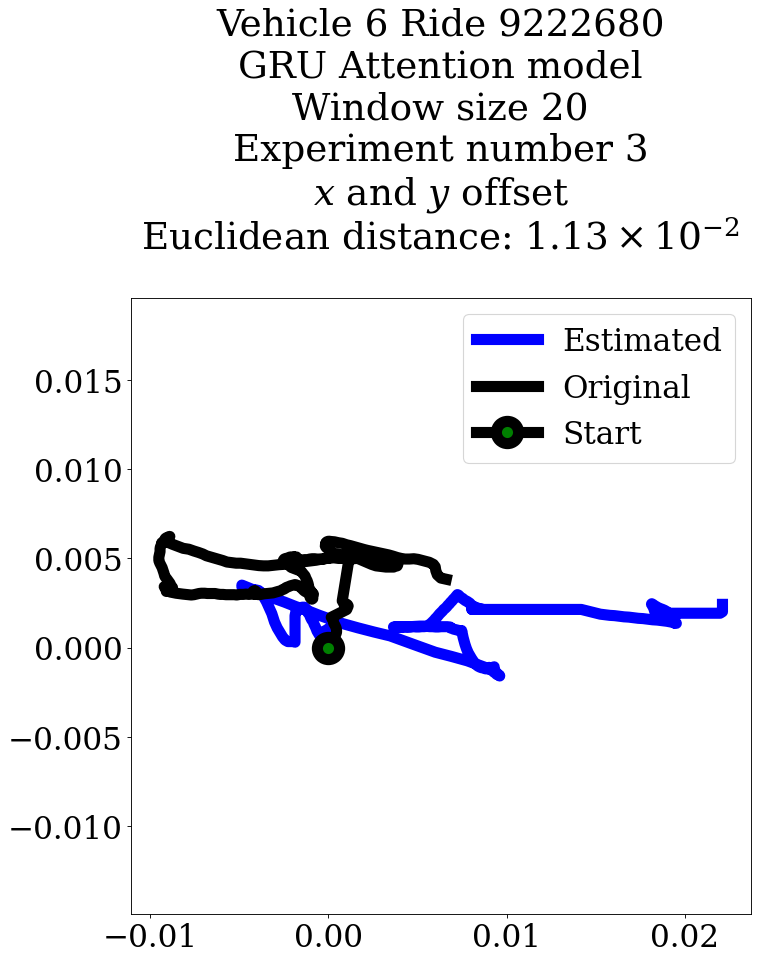 Vehicle 6 Ride 9222680
GRU Attention model
Window size 20
Experiment number 3
x and y offset
Euclidean distance: 1.13 × 10⁻²
Estimated
Original
Start
0.015
0.010
0.005
0.000
−0.005
−0.010
−0.01 0.00 0.01 0.02